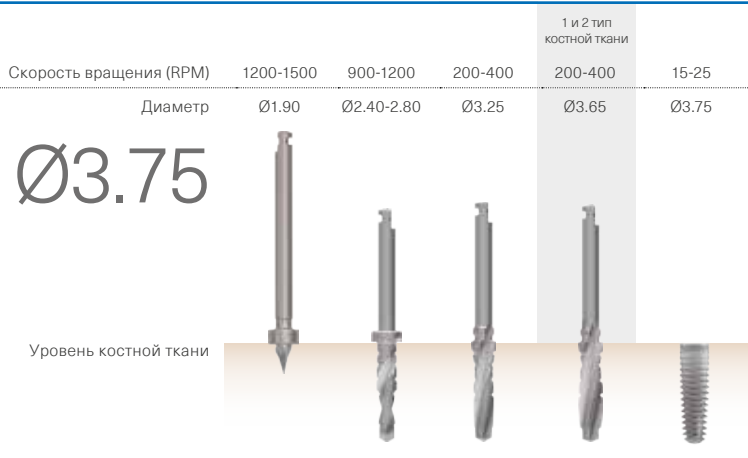 1 и 2 тип
костной ткани
Скорость вращения (RPM) 1200-1500 900-1200 200-400 200-400 15-25
Диаметр Ø1.90 Ø2.40-2.80 Ø3.25 Ø3.65 Ø3.75
Ø3.75
Уровень костной ткани